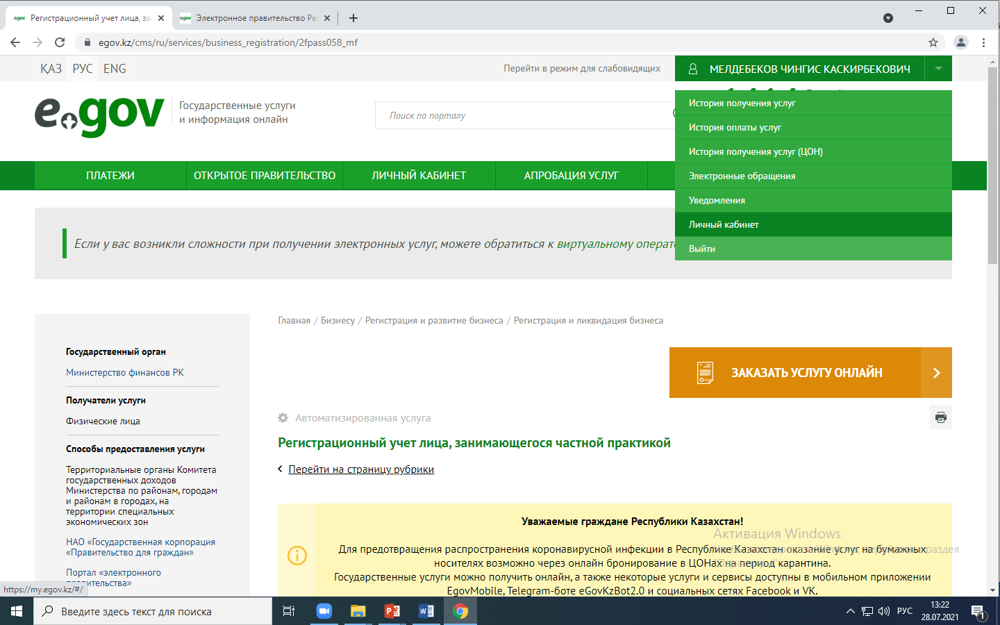 Регистрационный учет лица, за
Электронное правительство Ре
egov.kz/cms/ru/services/business_registration/2fpass058_mf
ҚАЗ РУС ENG
Перейти в режим для слабовидящих
МЕЛДЕБЕКОВ ЧИНГИС КАСКИРБЕКОВИЧ
egov
Государственные услуги
и информация онлайн
Поиск по порталу
История получения услуг
История оплаты услуг
История получения услуг (ЦОН)
Электронные обращения
Уведомления
Личный кабинет
Выйти
ПЛАТЕЖИ
ОТКРЫТОЕ ПРАВИТЕЛЬСТВО
ЛИЧНЫЙ КАБИНЕТ
АПРОБАЦИЯ УСЛУГ
Если у вас возникли сложности при получении электронных услуг, можете обратиться к виртуальному операт
Главная / Бизнесу / Регистрация и развитие бизнеса / Регистрация и ликвидация бизнеса
Государственный орган
Министерство финансов РК
Получатели услуги
Физические лица
Способы предоставления услуги
Территориальные органы Комитета
государственных доходов
Министерства по районам, городам
и районам в городах, на
территории специальных
экономических зон
НАО «Государственная корпорация
«Правительство для граждан»
Портал «электронного
ительства»
ЗАКАЗАТЬ УСЛУГУ ОНЛАЙН
Автоматизированная услуга
Регистрационный учет лица, занимающегося частной практикой
Перейти на страницу рубрики
Уважаемые граждане Республики Казахстан!
Для предотвращения распространения коронавирусной инфекции в Республике Казахстан оказание услуг на бумажных
носителях возможно через онлайн бронирование в ЦОНах на период карантина.
Государственные услуги можно получить онлайн, а также некоторые услуги и сервисы доступны в мобильном приложении
EgovMobile, Telegram-боте eGovKzBot2.0 и социальных сетях Facebook и VK.
Активация Windows
раздел
https://my.egov.kz/#/
Введите здесь текст для поиска
РУС
13:22
28.07.2021
1